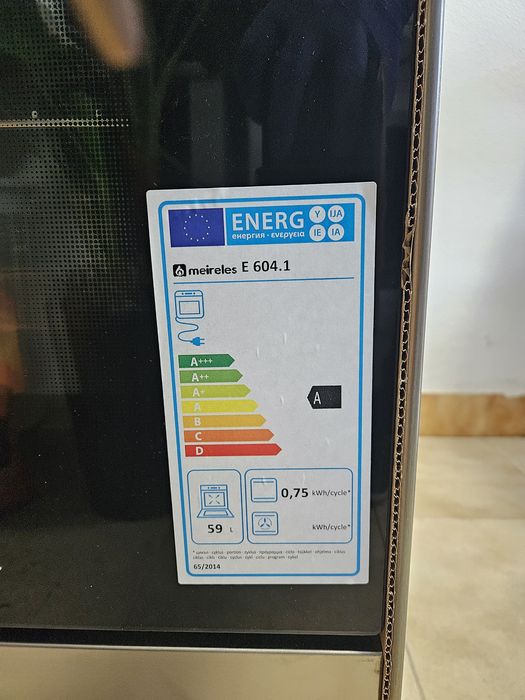 ENERG Y IJA
енергия · ενεργεια IE IA
meireles E 604.1
A+++
A++
A+
A
B
C
D
A
59 L
0,75 kWh/cycle*
kWh/cycle*
65/2014